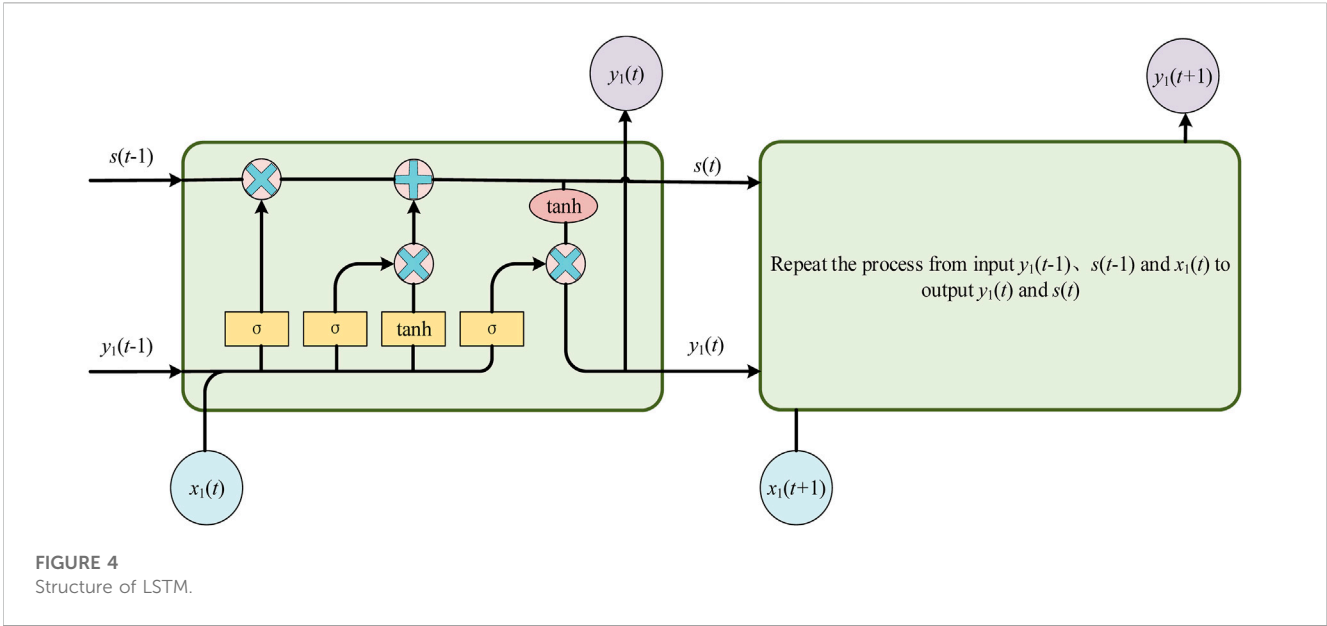 y₁(t)
y₁(t+1)
s(t-1)
s(t)
tanh
Repeat the process from input y₁(t-1)、s(t-1) and x₁(t) to
output y₁(t) and s(t)
σ
σ
tanh
σ
y₁(t-1)
y₁(t)
x₁(t)
x₁(t+1)
FIGURE 4
Structure of LSTM.